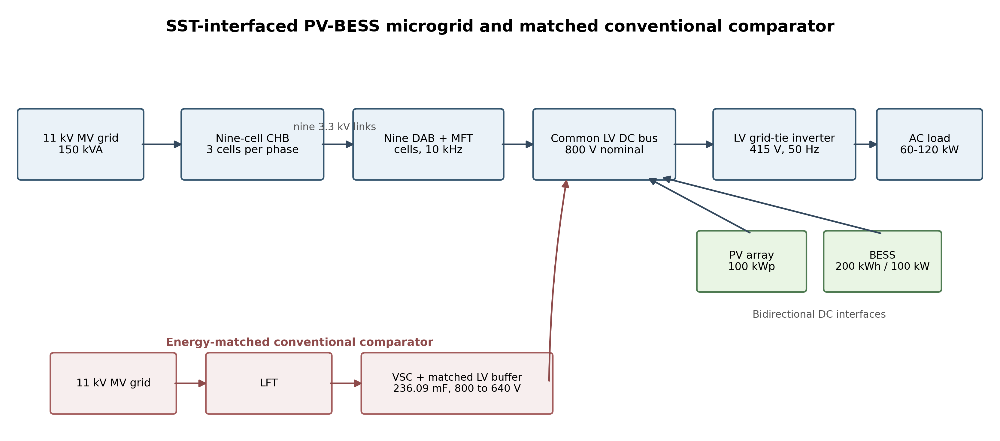 SST-interfaced PV-BESS microgrid and matched conventional comparator
11 kV MV grid
150 kVA
Nine-cell CHB
3 cells per phase
nine 3.3 kV links
Nine DAB + MFT
cells, 10 kHz
Common LV DC bus
800 V nominal
LV grid-tie inverter
415 V, 50 Hz
AC load
60-120 kW
PV array
100 kWp
BESS
200 kWh / 100 kW
Bidirectional DC interfaces
Energy-matched conventional comparator
11 kV MV grid
LFT
VSC + matched LV buffer
236.09 mF, 800 to 640 V